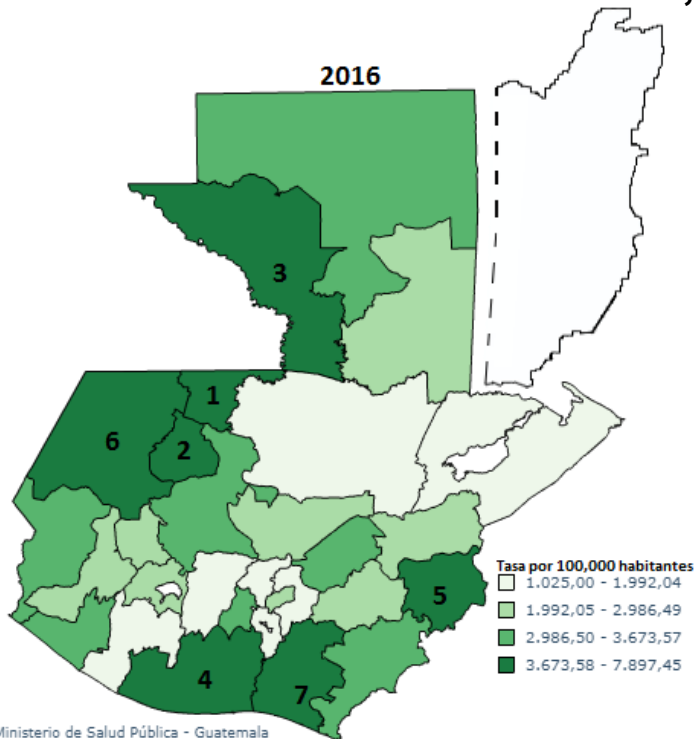 2016
3
1
6
2
Tasa por 100,000 habitantes
1.025,00 - 1.992,04
1.992,05 - 2.986,49
2.986,50 - 3.673,57
3.673,58 - 7.897,45
5
4
7
Ministerio de Salud Pública - Guatemala